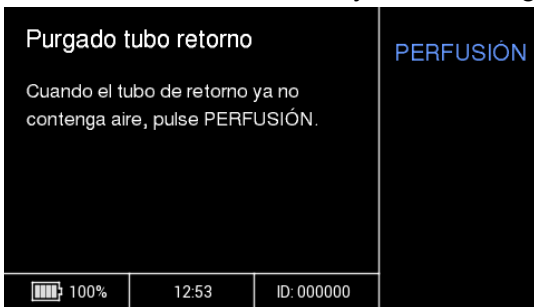 Purgado tubo retorno
PERFUSIÓN
Cuando el tubo de retorno ya no
contenga aire, pulse PERFUSIÓN.
100%
12:53
ID: 000000